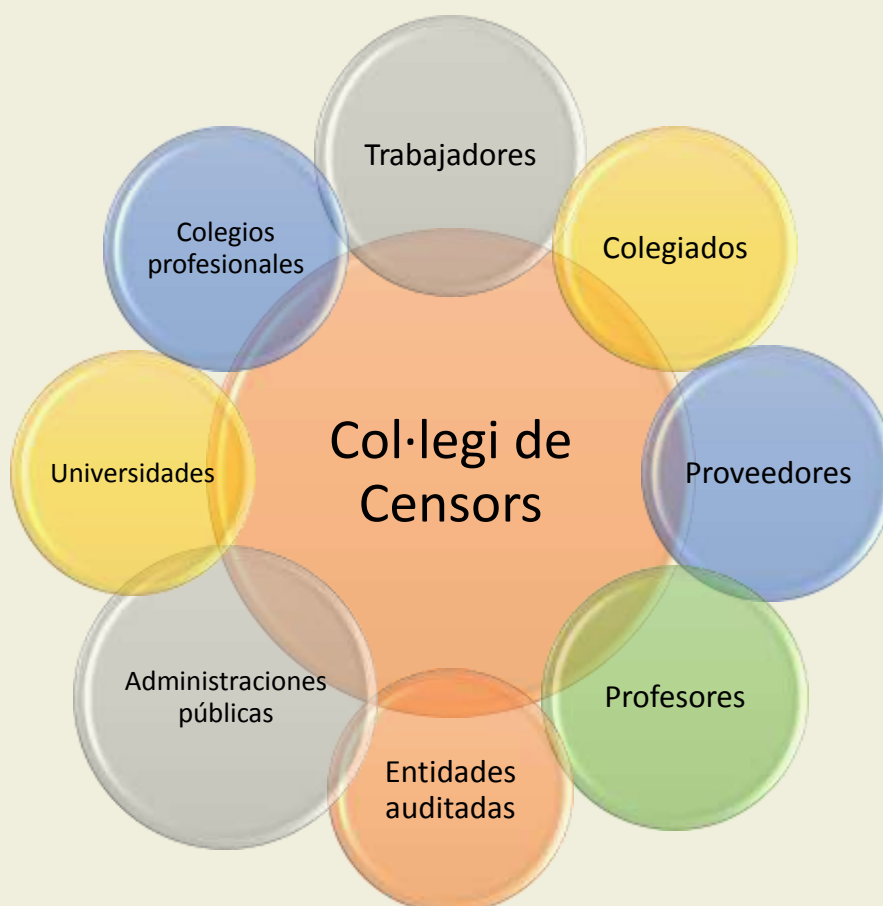 Trabajadores
Colegios
profesionales
Colegiados
Col·legi de
Censors
Universidades
Proveedores
Administraciones
públicas
Profesores
Entidades
auditadas